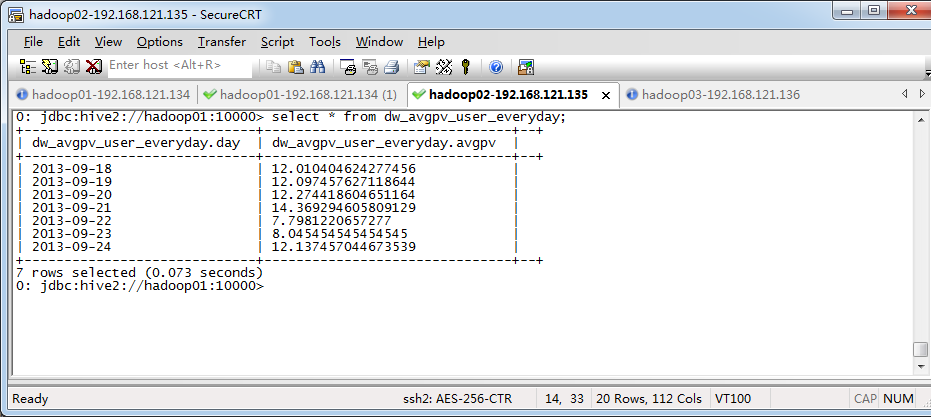 hadoop02-192.168.121.135 - SecureCRT
File Edit View Options Transfer Script Tools Window Help
Enter host <Alt+R>
hadoop01-192.168.121.134 hadoop01-192.168.121.134 (1) hadoop02-192.168.121.135 hadoop03-192.168.121.136
0: jdbc:hive2://hadoop01:10000> select * from dw_avgpv_user_everyday;
+-----------------------------+-------------------------------+--+
| dw_avgpv_user_everyday.day | dw_avgpv_user_everyday.avgpv |
+-----------------------------+-------------------------------+--+
| 2013-09-18 | 12.010404624277456 |
| 2013-09-19 | 12.097457627118644 |
| 2013-09-20 | 12.274418604651164 |
| 2013-09-21 | 14.369294605809129 |
| 2013-09-22 | 7.7981220657277 |
| 2013-09-23 | 8.045454545454545 |
| 2013-09-24 | 12.137457044673539 |
+-----------------------------+-------------------------------+--+
7 rows selected (0.073 seconds)
0: jdbc:hive2://hadoop01:10000>
Ready ssh2: AES-256-CTR 14, 33 20 Rows, 112 Cols VT100 CAP NUM